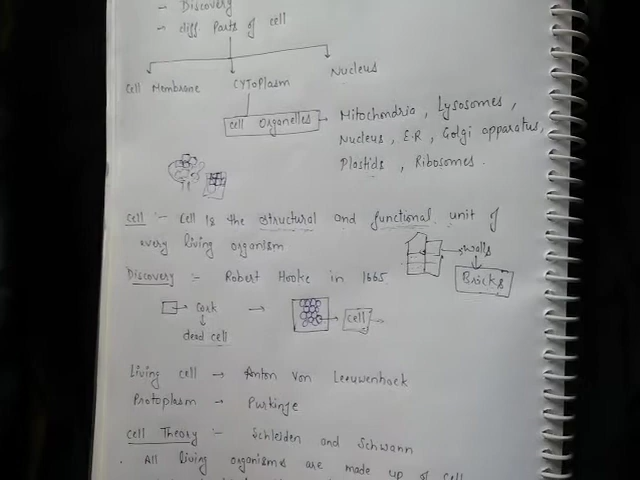 - Discovery
- diff. Parts of cell
Cell Membrane Cytoplasm Nucleus
Cell Organelles - Mitochondria, Lysosomes,
Nucleus, E.R, Golgi apparatus,
Plastids, Ribosomes.
Cell :- Cell is the structural and functional unit of
every living organism
walls
Bricks
Discovery :- Robert Hooke in 1665
Cork
dead cell
cell
Living cell → Anton Von Leeuwenhoek
Protoplasm - Purkinje
Cell Theory :- Schleiden and Schwann
. All living organismes are made up of cell